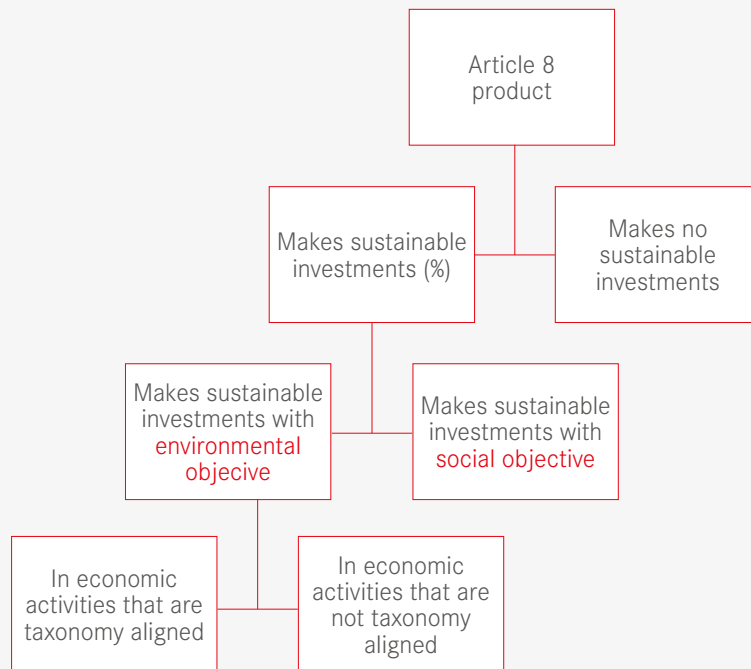 Article 8
product
Makes sustainable
investments (%)
Makes no
sustainable
investments
Makes sustainable
investments with
environmental
objecive
Makes sustainable
investments with
social objective
In economic
activities that are
taxonomy aligned
In economic
activities that are
not taxonomy
aligned